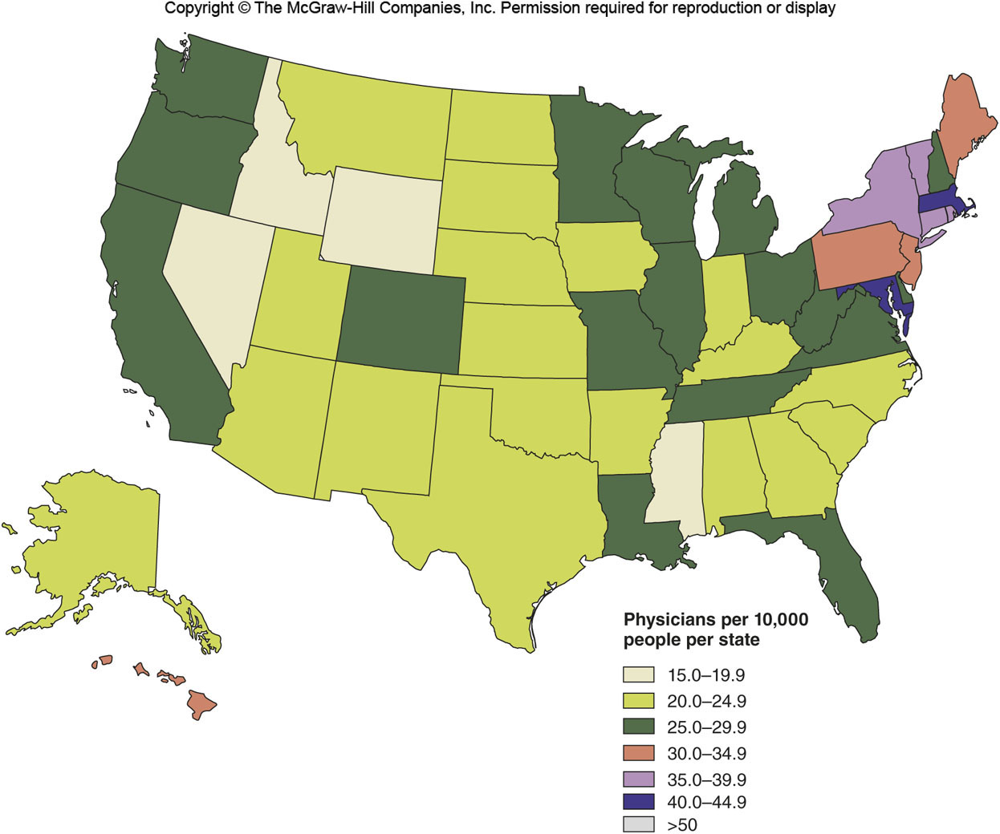 Copyright © The McGraw-Hill Companies, Inc. Permission required for reproduction or display
Physicians per 10,000
people per state
15.0–19.9
20.0–24.9
25.0–29.9
30.0–34.9
35.0–39.9
40.0–44.9
>50